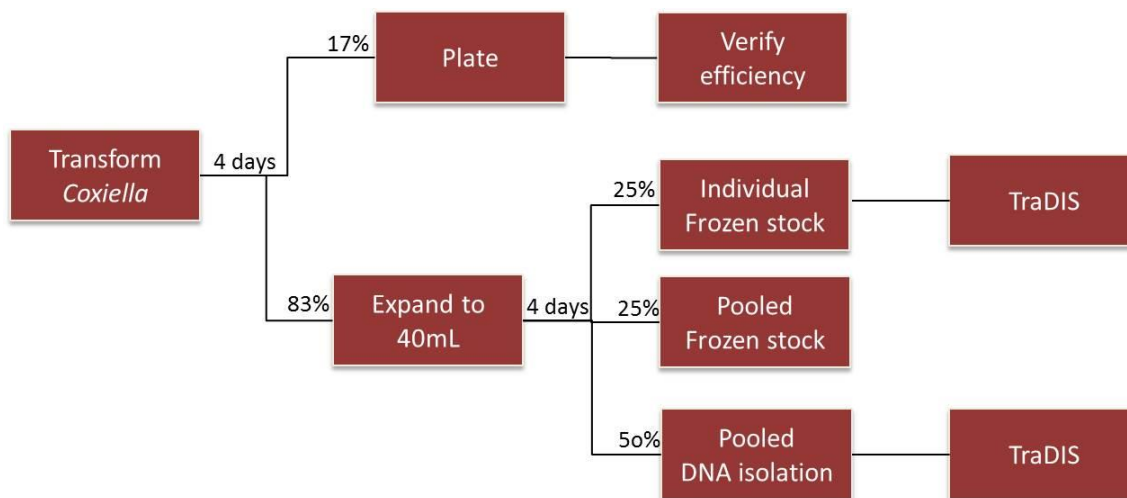 17%
Plate
Verify
efficiency
Transform
Coxiella
4 days
25%
Individual
Frozen stock
TraDIS
83%
Expand to
40mL
4 days
25%
Pooled
Frozen stock
5o%
Pooled
DNA isolation
TraDIS